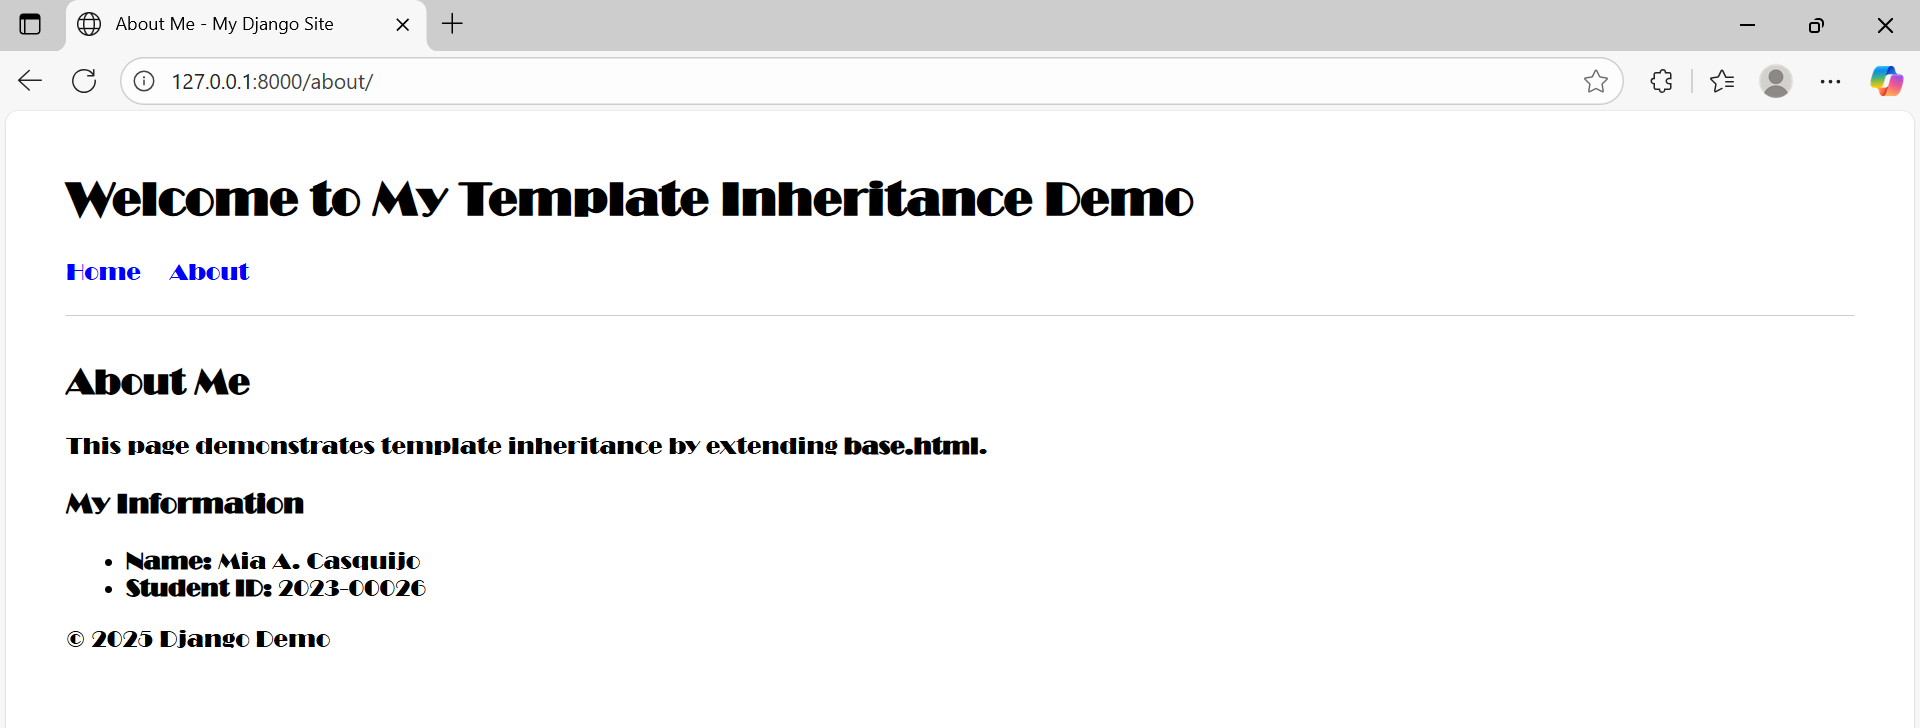 About Me - My Django Site
127.0.0.1:8000/about/
Welcome to My Template Inheritance Demo
Home About
About Me
This page demonstrates template inheritance by extending base.html.
My Information
• Name: Mia A. Casquijo
• Student ID: 2023-00026
© 2025 Django Demo